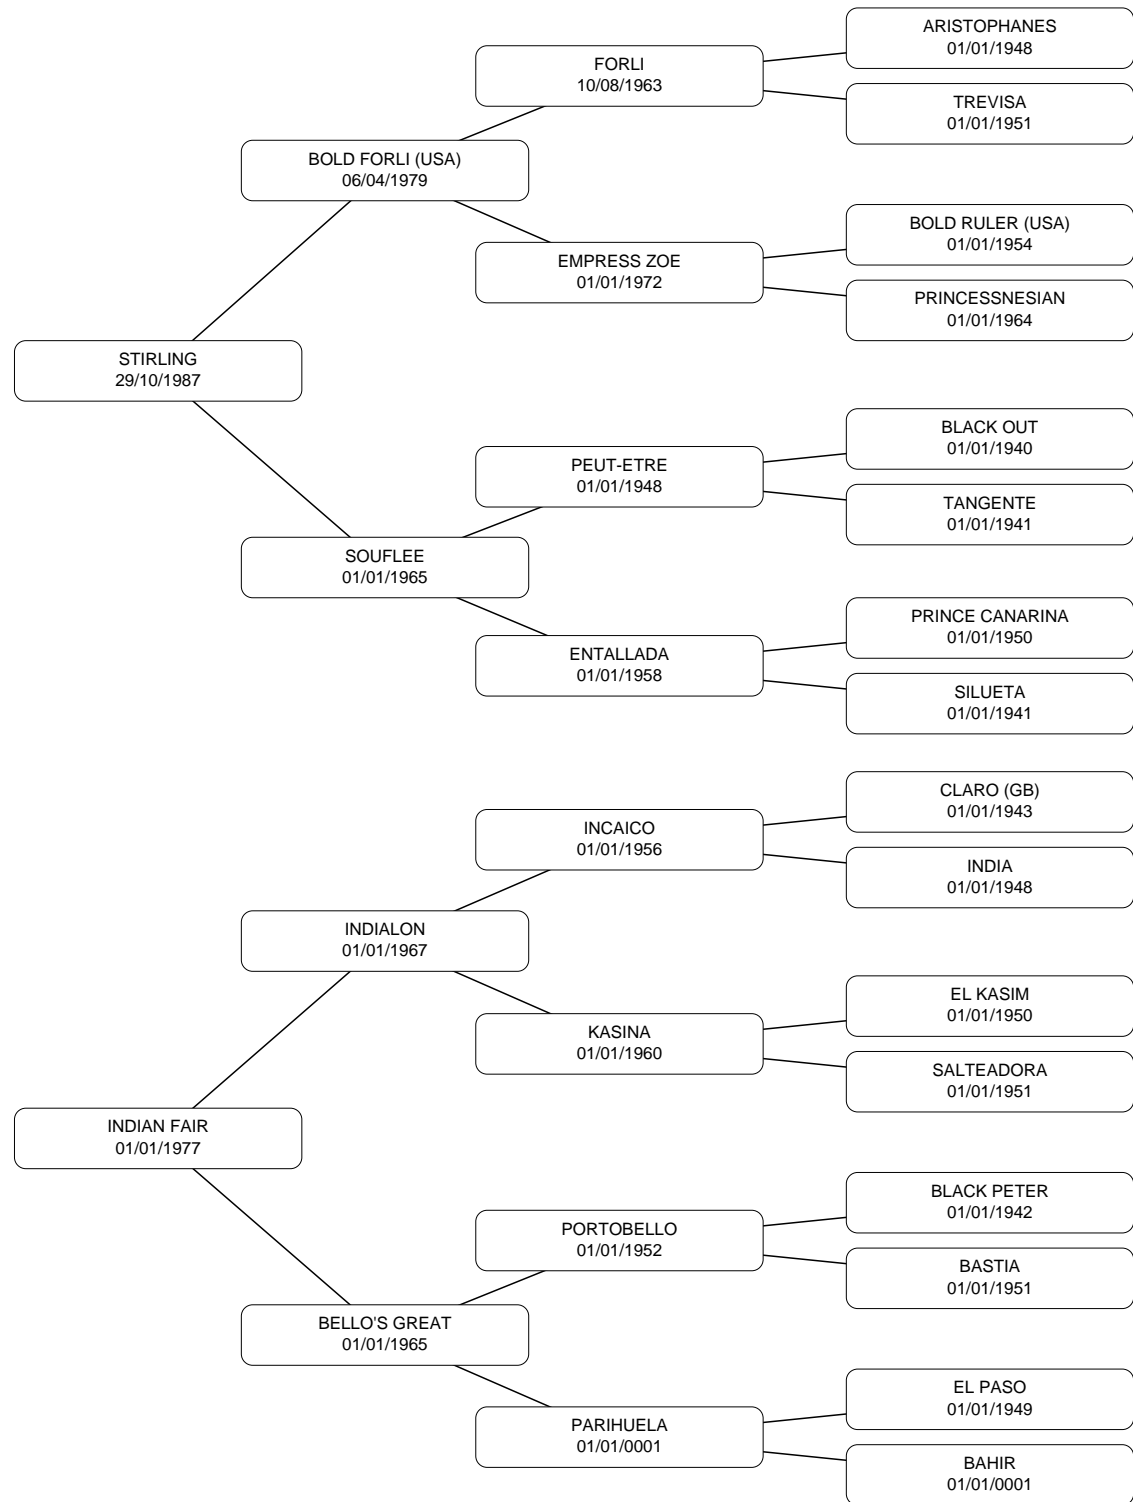 ARISTOPHANES
01/01/1948
FORLI
10/08/1963
TREVISA
01/01/1951
BOLD FORLI (USA)
06/04/1979
BOLD RULER (USA)
01/01/1954
EMPRESS ZOE
01/01/1972
PRINCESSNESIAN
01/01/1964
STIRLING
29/10/1987
BLACK OUT
01/01/1940
PEUT-ETRE
01/01/1948
TANGENTE
01/01/1941
SOUFLEE
01/01/1965
PRINCE CANARINA
01/01/1950
ENTALLADA
01/01/1958
SILUETA
01/01/1941
CLARO (GB)
01/01/1943
INCAICO
01/01/1956
INDIA
01/01/1948
INDIALON
01/01/1967
EL KASIM
01/01/1950
KASINA
01/01/1960
SALTEADORA
01/01/1951
INDIAN FAIR
01/01/1977
BLACK PETER
01/01/1942
PORTOBELLO
01/01/1952
BASTIA
01/01/1951
BELLO'S GREAT
01/01/1965
EL PASO
01/01/1949
PARIHUELA
01/01/0001
BAHIR
01/01/0001